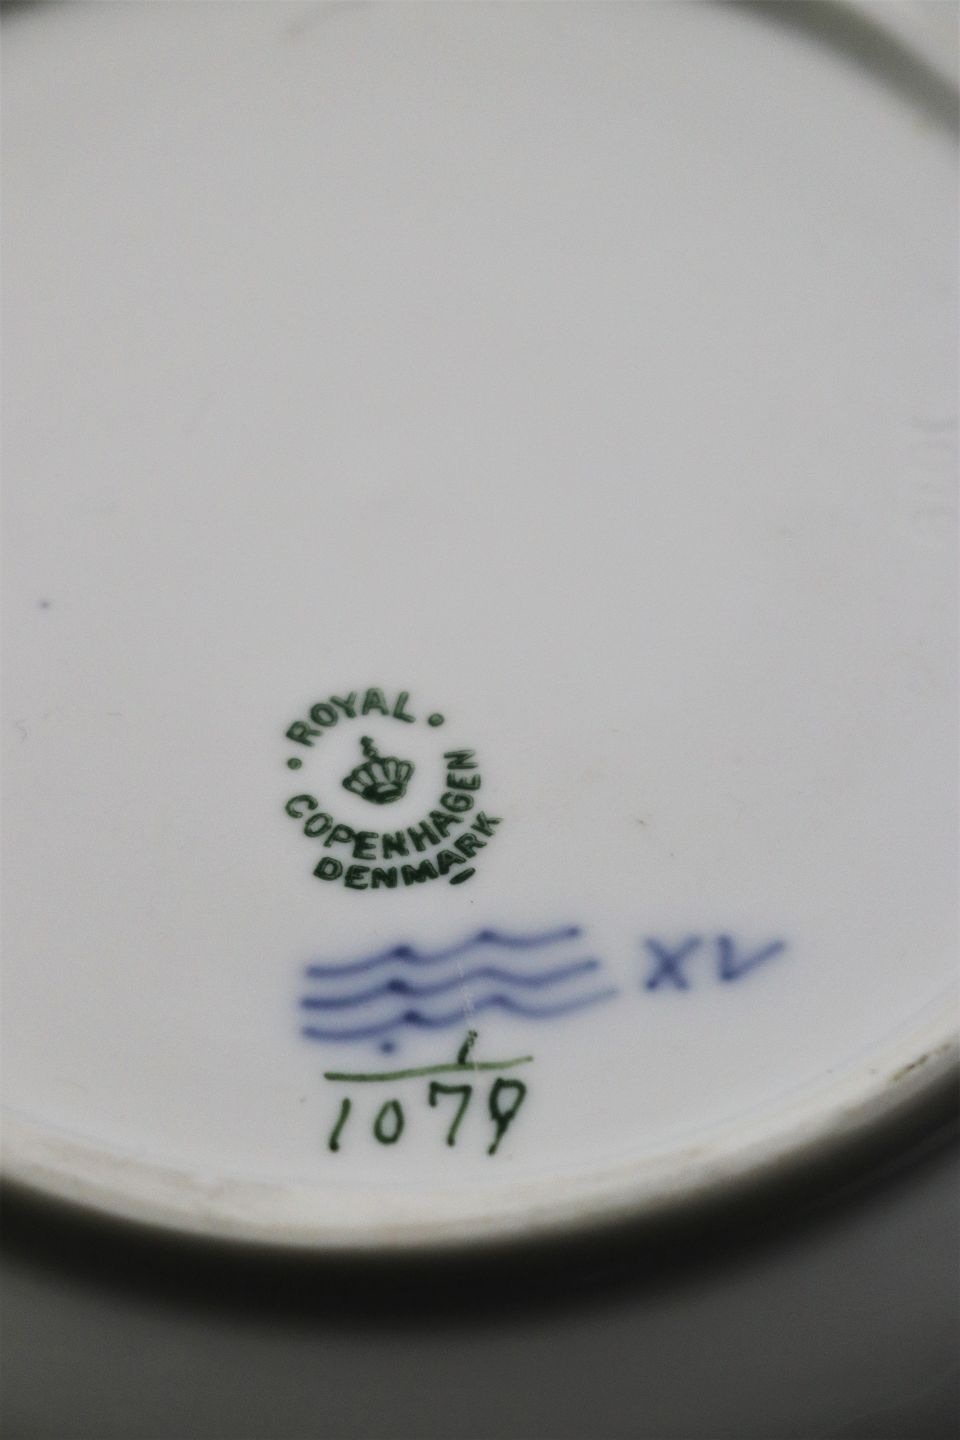 ROYAL
COPENHAGEN
DENMARK
XV
1
1079